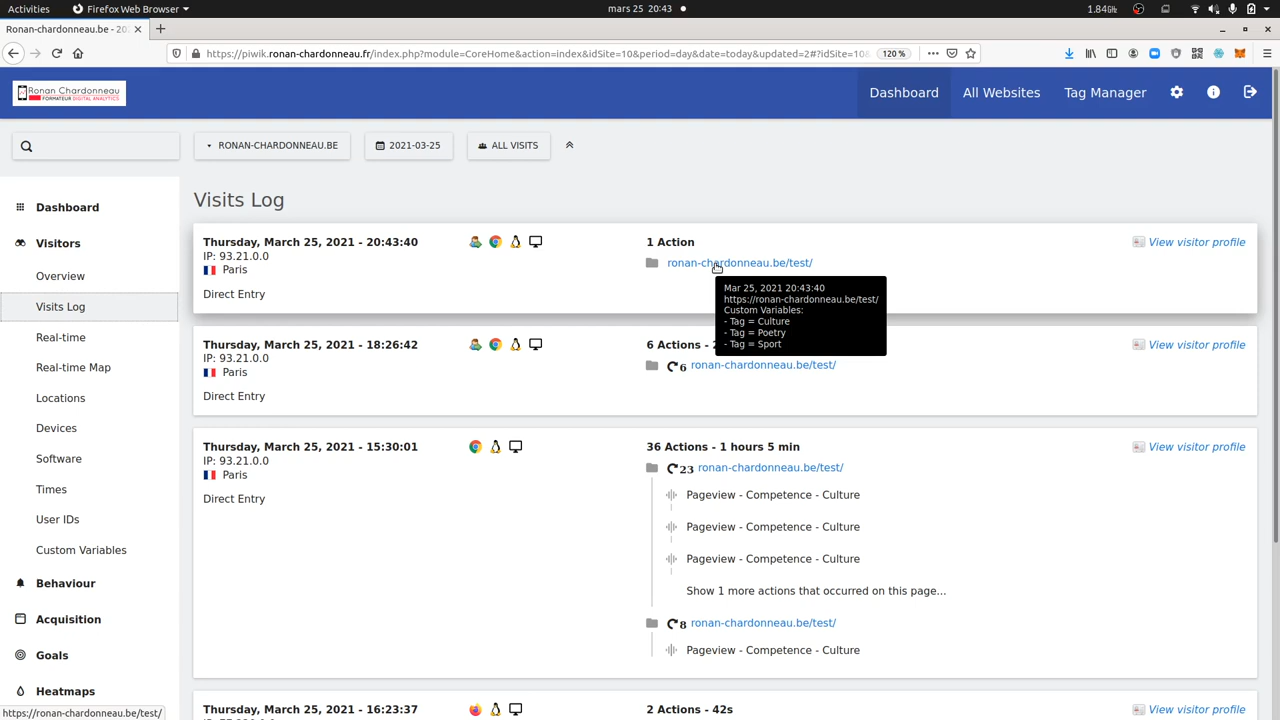 Activities
Firefox Web Browser
mars 25 20:43
1.84GHz
Ronan-chardonneau.be - 20
https://piwik.ronan-chardonneau.fr/index.php?module=CoreHome&action=index&idSite=10&period=day&date=today&updated=2#?idSite=10&
120 %
Ronan Chardonneau
FORMATEUR DIGITAL ANALYTICS
Dashboard
All Websites
Tag Manager
RONAN-CHARDONNEAU.BE
2021-03-25
ALL VISITS
Dashboard
Visitors
Overview
Visits Log
Real-time
Real-time Map
Locations
Devices
Software
Times
User IDs
Custom Variables
Behaviour
Acquisition
Goals
Heatmaps
https://ronan-chardonneau.be/test/
Visits Log
Thursday, March 25, 2021 - 20:43:40
IP: 93.21.0.0
Paris
Direct Entry
1 Action
ronan-chardonneau.be/test/
View visitor profile
Mar 25, 2021 20:43:40
https://ronan-chardonneau.be/test/
Custom Variables:
- Tag = Culture
- Tag = Poetry
- Tag = Sport
Thursday, March 25, 2021 - 18:26:42
IP: 93.21.0.0
Paris
Direct Entry
6 Actions -
6 ronan-chardonneau.be/test/
View visitor profile
Thursday, March 25, 2021 - 15:30:01
IP: 93.21.0.0
Paris
Direct Entry
36 Actions - 1 hours 5 min
23 ronan-chardonneau.be/test/
Pageview - Competence - Culture
Pageview - Competence - Culture
Pageview - Competence - Culture
Show 1 more actions that occurred on this page...
8 ronan-chardonneau.be/test/
Pageview - Competence - Culture
View visitor profile
Thursday, March 25, 2021 - 16:23:37
2 Actions - 42s
View visitor profile